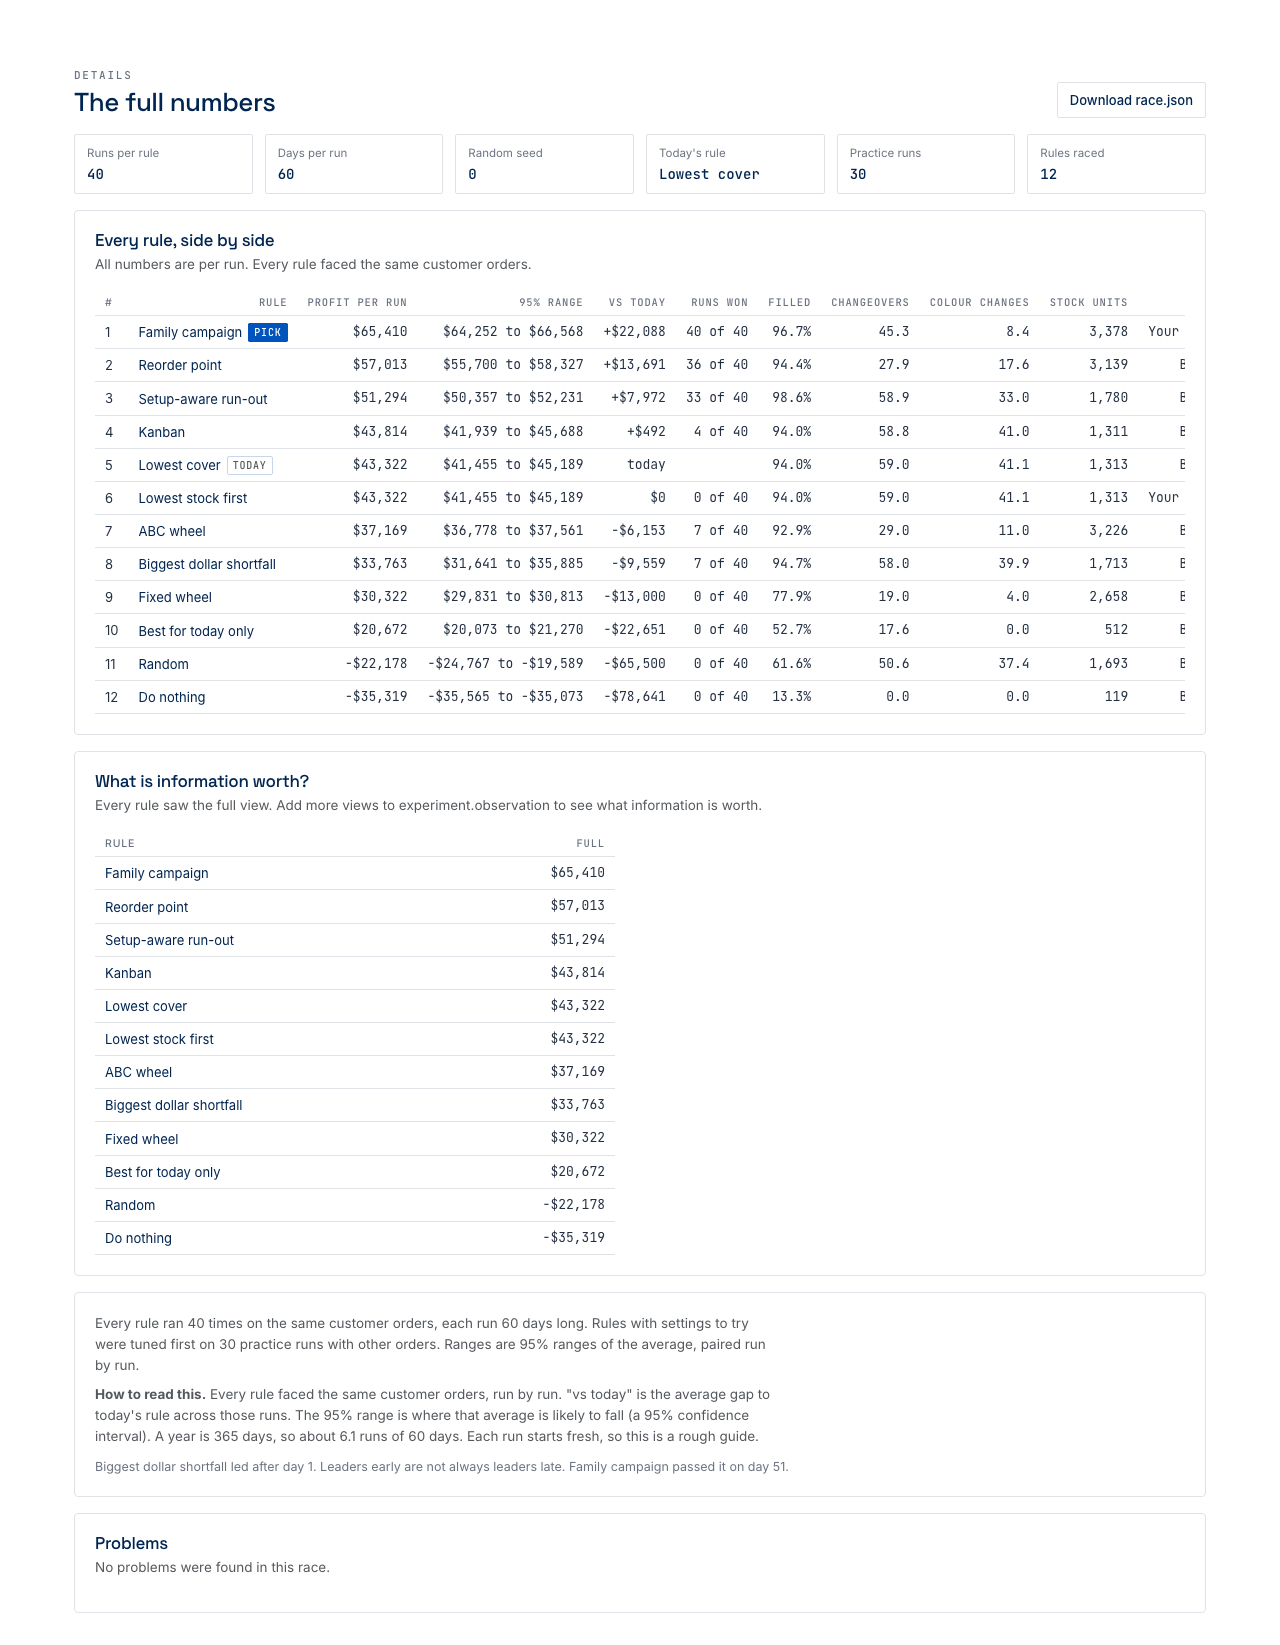 DETAILS
The full numbers
Download race.json
Runs per rule
40
Days per run
60
Random seed
0
Today's rule
Lowest cover
Practice runs
30
Rules raced
12
Every rule, side by side
All numbers are per run. Every rule faced the same customer orders.
# RULE PROFIT PER RUN 95% RANGE VS TODAY RUNS WON FILLED CHANGEOVERS COLOUR CHANGES STOCK UNITS
1 Family campaign PICK $65,410 $64,252 to $66,568 +$22,088 40 of 40 96.7% 45.3 8.4 3,378 Your
2 Reorder point $57,013 $55,700 to $58,327 +$13,691 36 of 40 94.4% 27.9 17.6 3,139
3 Setup-aware run-out $51,294 $50,357 to $52,231 +$7,972 33 of 40 98.6% 58.9 33.0 1,780
4 Kanban $43,814 $41,939 to $45,688 +$492 4 of 40 94.0% 58.8 41.0 1,311
5 Lowest cover TODAY $43,322 $41,455 to $45,189 today 94.0% 59.0 41.1 1,313
6 Lowest stock first $43,322 $41,455 to $45,189 $0 0 of 40 94.0% 59.0 41.1 1,313 Your
7 ABC wheel $37,169 $36,778 to $37,561 -$6,153 7 of 40 92.9% 29.0 11.0 3,226
8 Biggest dollar shortfall $33,763 $31,641 to $35,885 -$9,559 7 of 40 94.7% 58.0 39.9 1,713
9 Fixed wheel $30,322 $29,831 to $30,813 -$13,000 0 of 40 77.9% 19.0 4.0 2,658
10 Best for today only $20,672 $20,073 to $21,270 -$22,651 0 of 40 52.7% 17.6 0.0 512
11 Random -$22,178 -$24,767 to -$19,589 -$65,500 0 of 40 61.6% 50.6 37.4 1,693
12 Do nothing -$35,319 -$35,565 to -$35,073 -$78,641 0 of 40 13.3% 0.0 0.0 119
What is information worth?
Every rule saw the full view. Add more views to experiment.observation to see what information is worth.
RULE FULL
Family campaign $65,410
Reorder point $57,013
Setup-aware run-out $51,294
Kanban $43,814
Lowest cover $43,322
Lowest stock first $43,322
ABC wheel $37,169
Biggest dollar shortfall $33,763
Fixed wheel $30,322
Best for today only $20,672
Random -$22,178
Do nothing -$35,319
Every rule ran 40 times on the same customer orders, each run 60 days long. Rules with settings to try
were tuned first on 30 practice runs with other orders. Ranges are 95% ranges of the average, paired run
by run.
How to read this. Every rule faced the same customer orders, run by run. "vs today" is the average gap to
today's rule across those runs. The 95% range is where that average is likely to fall (a 95% confidence
interval). A year is 365 days, so about 6.1 runs of 60 days. Each run starts fresh, so this is a rough guide.
Biggest dollar shortfall led after day 1. Leaders early are not always leaders late. Family campaign passed it on day 51.
Problems
No problems were found in this race.